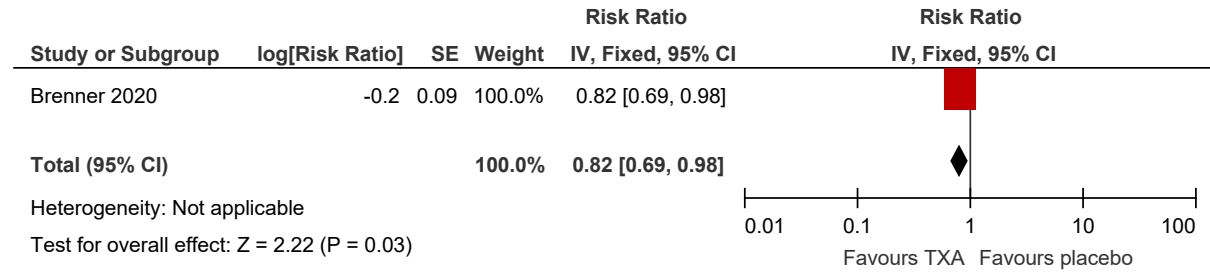 Risk Ratio Risk Ratio
Study or Subgroup log[Risk Ratio] SE Weight IV, Fixed, 95% CI IV, Fixed, 95% CI
Brenner 2020 -0.2 0.09 100.0% 0.82 [0.69, 0.98]
Total (95% CI) 100.0% 0.82 [0.69, 0.98]
Heterogeneity: Not applicable
Test for overall effect: Z = 2.22 (P = 0.03)
0.01 0.1 1 10 100
Favours TXA Favours placebo